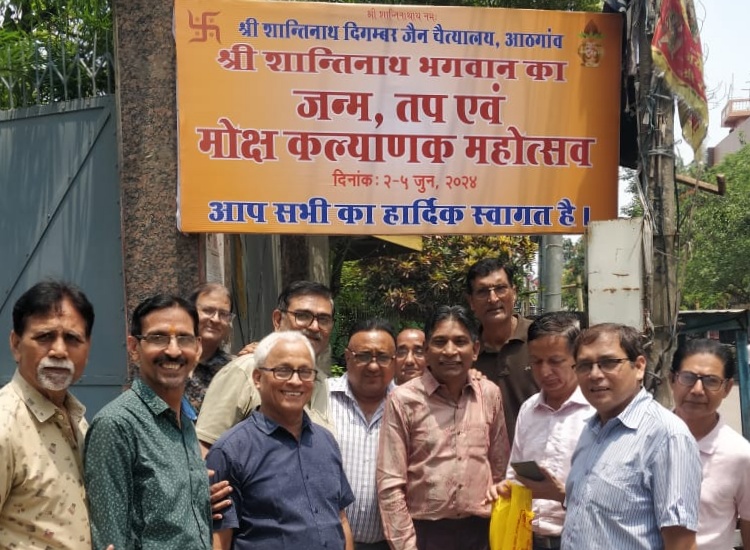 श्री शान्तिनाथाय नमः
श्री शान्तिनाथ दिगम्बर जैन चैत्यालय, आठगांव
श्री शान्तिनाथ भगवान का
जन्म, तप एवं
मोक्ष कल्याणक महोत्सव
दिनांक: २-५ जुन, २०२४
आप सभी का हार्दिक स्वागत है।